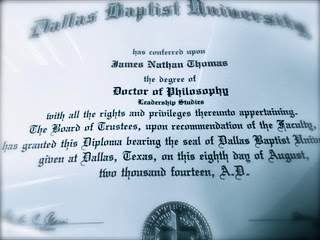 Dallas Baptist University
has conferred upon
James Nathan Thomas
the degree of
Doctor of Philosophy
Leadership Studies
with all the rights and privileges thereunto appertaining.
The Board of Trustees, upon recommendation of the Faculty,
has granted this Diploma bearing the seal of Dallas Baptist Univ
given at Dallas, Texas, on this eighth day of August,
two thousand fourteen, A.D.